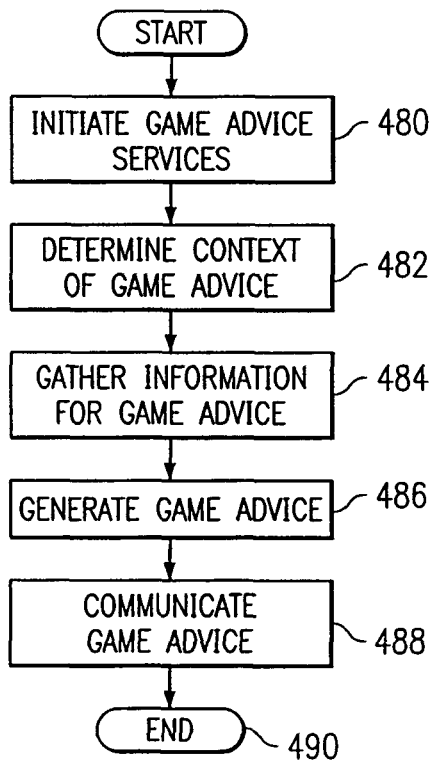 START
INITIATE GAME ADVICE
SERVICES
480
DETERMINE CONTEXT
OF GAME ADVICE
482
GATHER INFORMATION
FOR GAME ADVICE
484
GENERATE GAME ADVICE
486
COMMUNICATE
GAME ADVICE
488
END
490